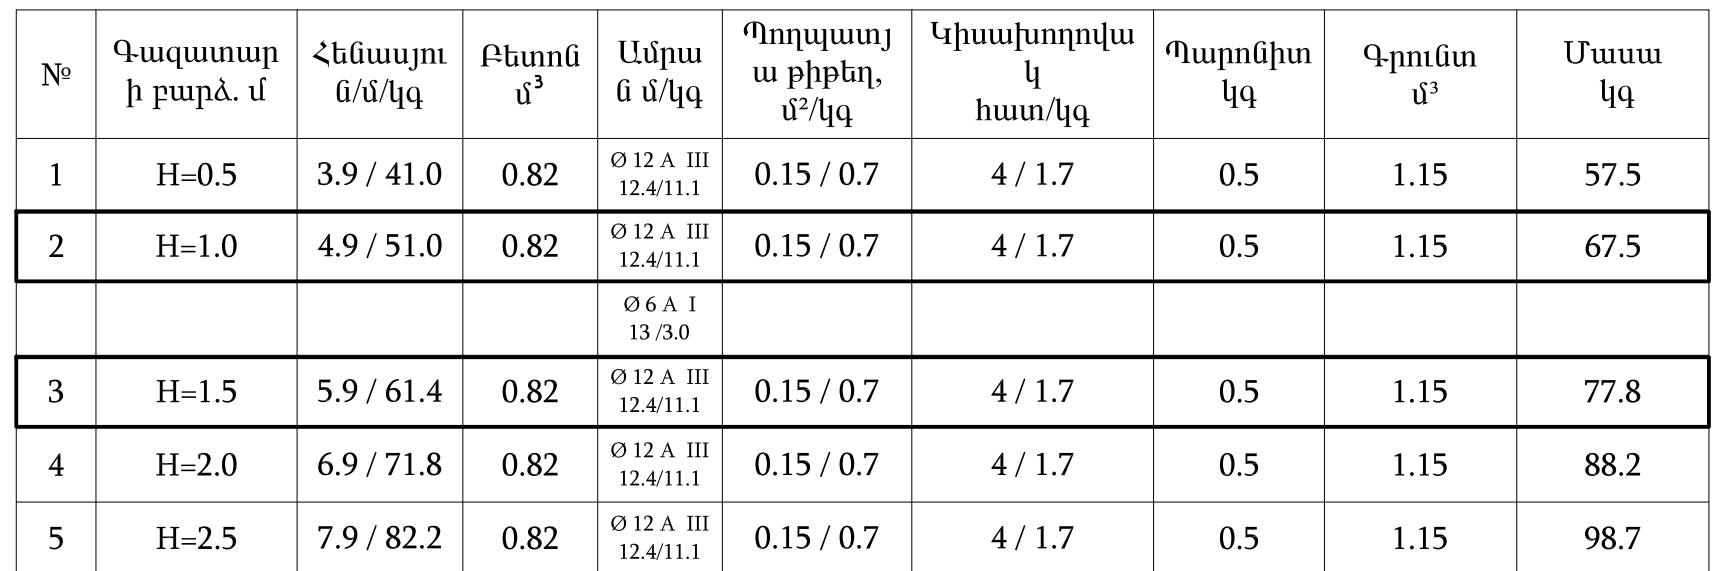 № Գազատար
ի բարձ. մ Հենասյու
ն/մ/կգ Բետոն
մ³ Ամրա
ն մ/կգ Պողպատյ
ա թիթեղ,
մ²/կգ Կիսախողովա
կ
հատ/կգ Պարոնիտ
կգ Գրունտ
մ³ Մասա
կգ
1 H=0.5 3.9 / 41.0 0.82 Ø 12 A III
12.4/11.1 0.15 / 0.7 4 / 1.7 0.5 1.15 57.5
2 H=1.0 4.9 / 51.0 0.82 Ø 12 A III
12.4/11.1 0.15 / 0.7 4 / 1.7 0.5 1.15 67.5
Ø 6 A I
13 /3.0
3 H=1.5 5.9 / 61.4 0.82 Ø 12 A III
12.4/11.1 0.15 / 0.7 4 / 1.7 0.5 1.15 77.8
4 H=2.0 6.9 / 71.8 0.82 Ø 12 A III
12.4/11.1 0.15 / 0.7 4 / 1.7 0.5 1.15 88.2
5 H=2.5 7.9 / 82.2 0.82 Ø 12 A III
12.4/11.1 0.15 / 0.7 4 / 1.7 0.5 1.15 98.7